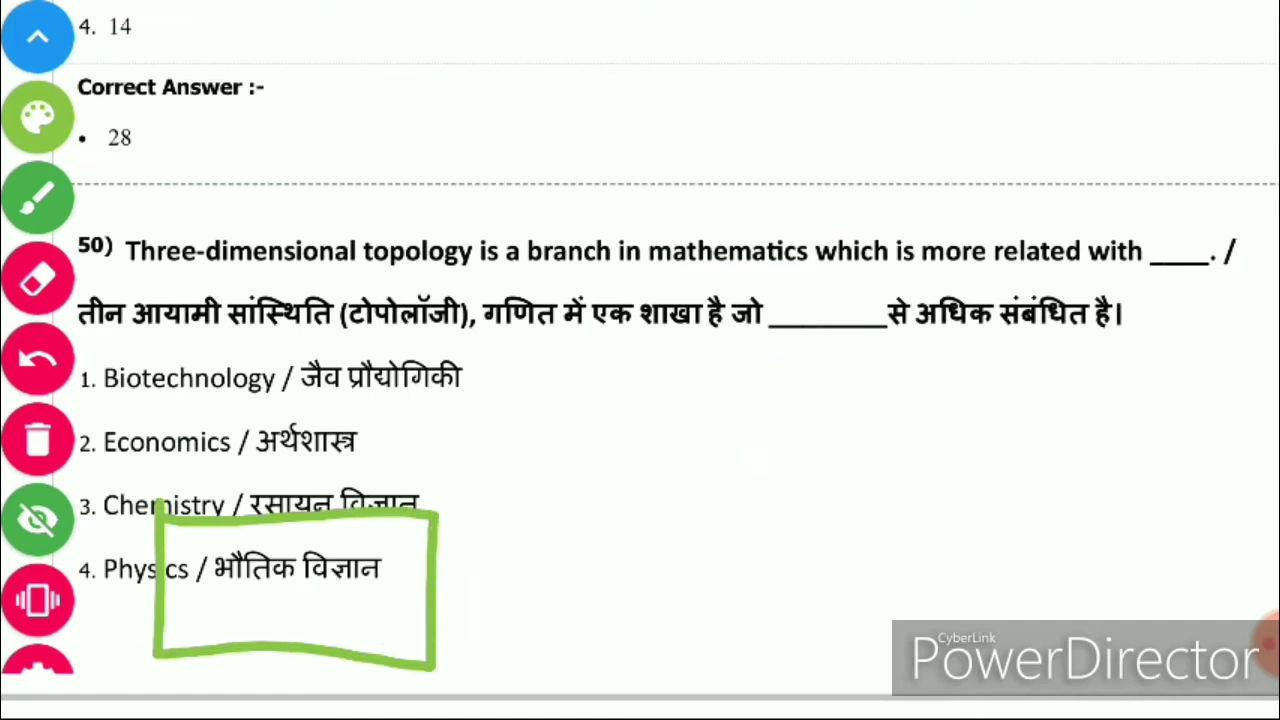 4. 14
Correct Answer :-
• 28
50) Three-dimensional topology is a branch in mathematics which is more related with ____. /
तीन आयामी सांस्थिति (टोपोलॉजी), गणित में एक शाखा है जो ________से अधिक संबंधित है।
1. Biotechnology / जैव प्रौद्योगिकी
2. Economics / अर्थशास्त्र
3. Chemistry / रसायन विज्ञान
4. Physics / भौतिक विज्ञान
CyberLink
PowerDirector